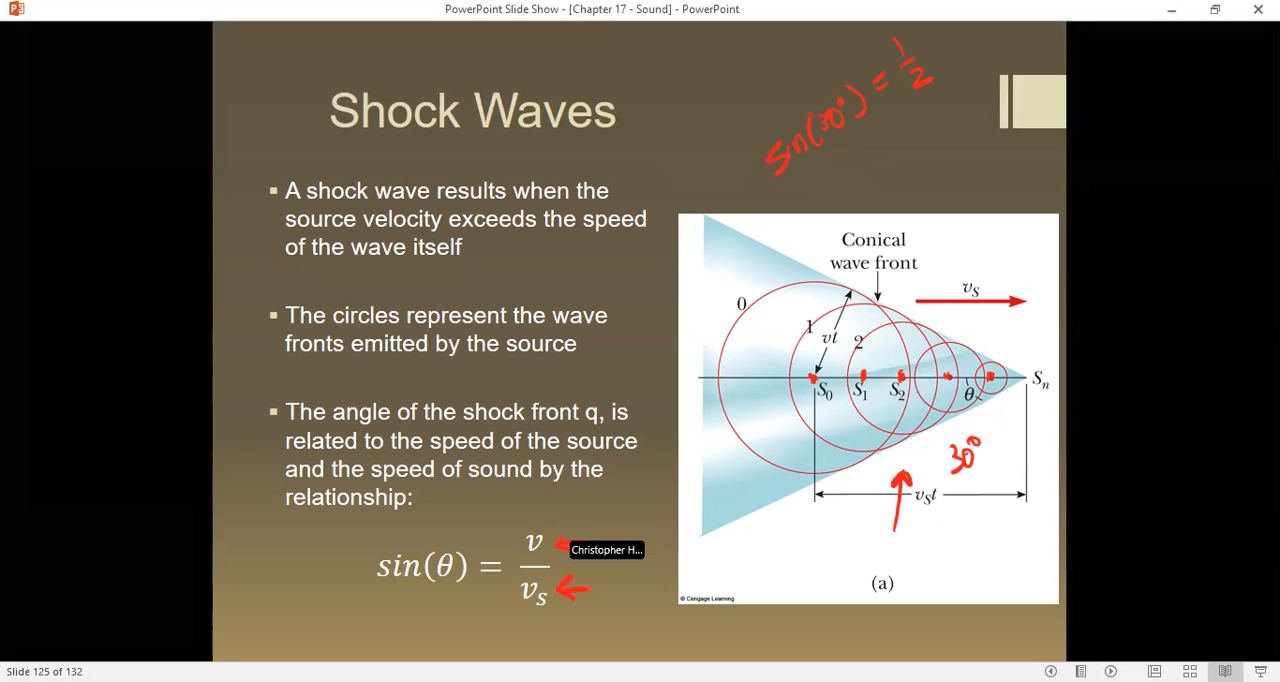 PowerPoint Slide Show - [Chapter 17 - Sound] - PowerPoint
sin(30°) = 1/2
Shock Waves
▪ A shock wave results when the
source velocity exceeds the speed
of the wave itself
▪ The circles represent the wave
fronts emitted by the source
▪ The angle of the shock front q, is
related to the speed of the source
and the speed of sound by the
relationship:
sin(θ) = v/vₛ
Christopher H...
Conical
wave front
vS
0
1
vt
2
S0 S1 S2 θ Sn
30°
vSt
(a)
© Cengage Learning
Slide 125 of 132